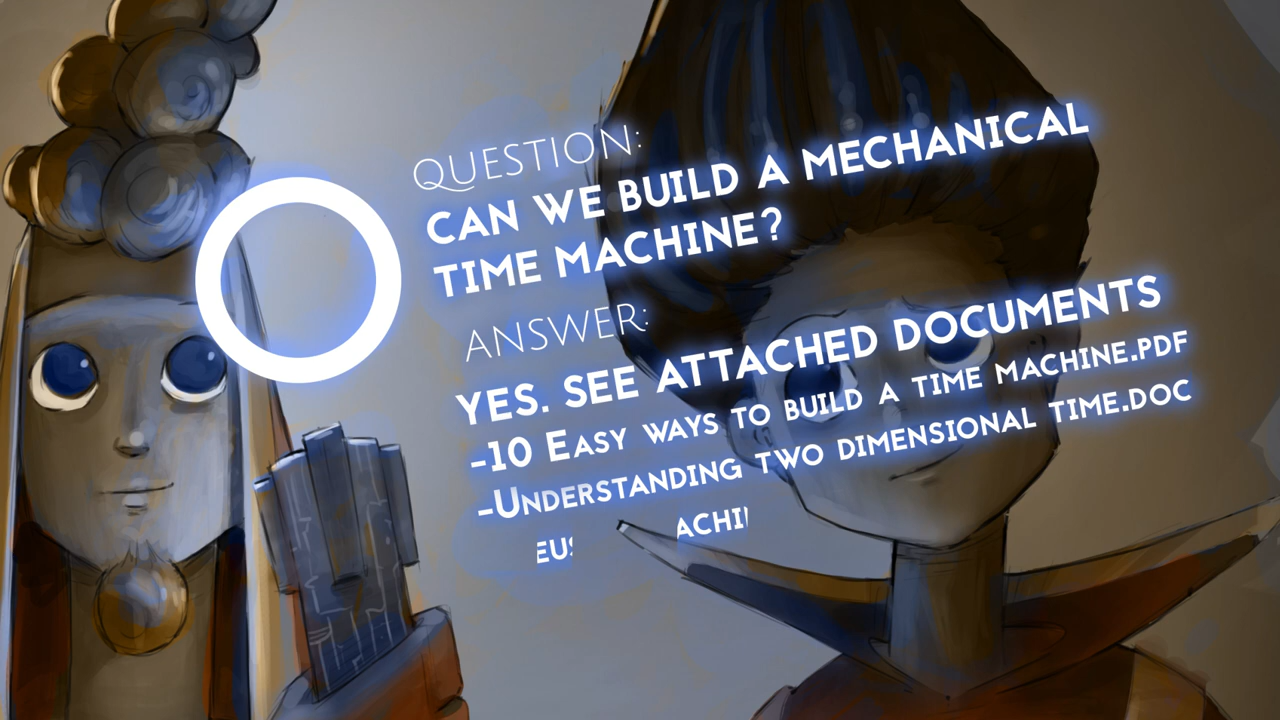 QUESTION:
CAN WE BUILD A MECHANICAL
TIME MACHINE?
ANSWER:
YES. SEE ATTACHED DOCUMENTS
-10 EASY WAYS TO BUILD A TIME MACHINE.PDF
-UNDERSTANDING TWO DIMENSIONAL TIME.DOC